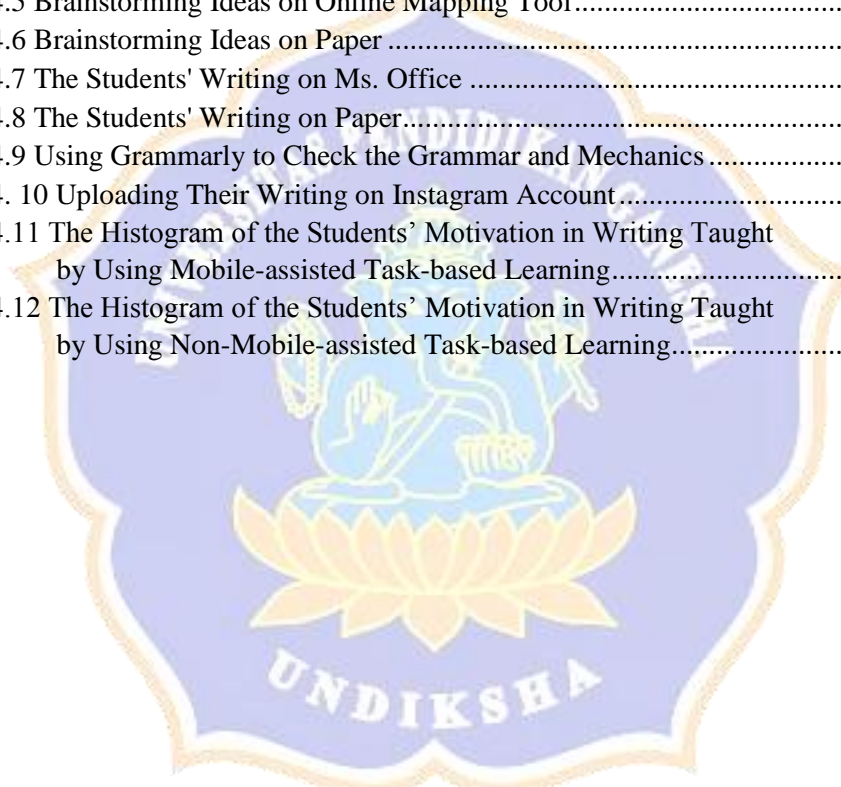 .5 Brainstorming Ideas on Online Mapping Tool..............................................
.6 Brainstorming Ideas on Paper ......................................................................
.7 The Students' Writing on Ms. Office ..........................................................
.8 The Students' Writing on Paper....................................................................
.9 Using Grammarly to Check the Grammar and Mechanics ....................
. 10 Uploading Their Writing on Instagram Account...................................
.11 The Histogram of the Students’ Motivation in Writing Taught
by Using Mobile-assisted Task-based Learning...................................
.12 The Histogram of the Students’ Motivation in Writing Taught
by Using Non-Mobile-assisted Task-based Learning..........................
UNIVERSITAS PENDIDIKAN GANESHA
UNDIKSHA